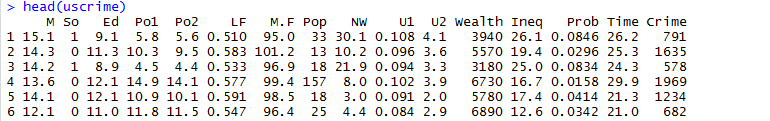 > head(uscrime)
M So Ed Po1 Po2 LF M.F Pop NW U1 U2 Wealth Ineq Prob Time Crime
1 15.1 1 9.1 5.8 5.6 0.510 95.0 33 30.1 0.108 4.1 3940 26.1 0.0846 26.2 791
2 14.3 0 11.3 10.3 9.5 0.583 101.2 13 10.2 0.096 3.6 5570 19.4 0.0296 25.3 1635
3 14.2 1 8.9 4.5 4.4 0.533 96.9 18 21.9 0.094 3.3 3180 25.0 0.0834 24.3 578
4 13.6 0 12.1 14.9 14.1 0.577 99.4 157 8.0 0.102 3.9 6730 16.7 0.0158 29.9 1969
5 14.1 0 12.1 10.9 10.1 0.591 98.5 18 3.0 0.091 2.0 5780 17.4 0.0414 21.3 1234
6 12.1 0 11.0 11.8 11.5 0.547 96.4 25 4.4 0.084 2.9 6890 12.6 0.0342 21.0 682